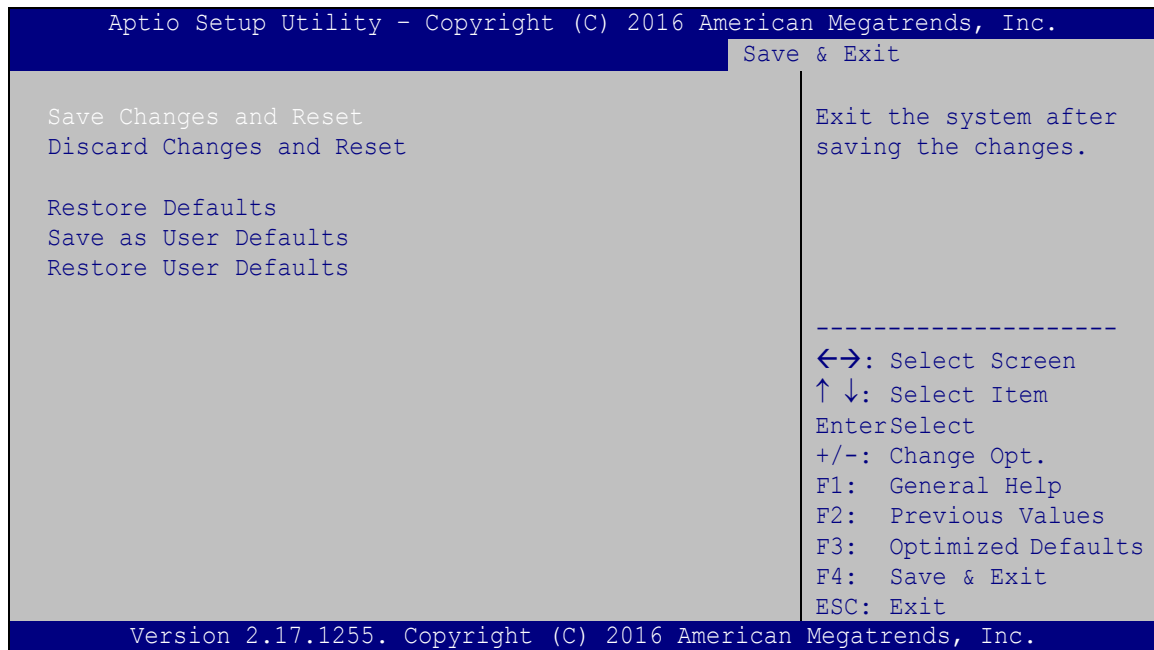 Aptio Setup Utility – Copyright (C) 2016 American Megatrends, Inc.
Save & Exit
Save Changes and Reset
Discard Changes and Reset
Restore Defaults
Save as User Defaults
Restore User Defaults
Exit the system after
saving the changes.
---------------------
←→: Select Screen
↑ ↓: Select Item
EnterSelect
+/-: Change Opt.
F1: General Help
F2: Previous Values
F3: Optimized Defaults
F4: Save & Exit
ESC: Exit
Version 2.17.1255. Copyright (C) 2016 American Megatrends, Inc.